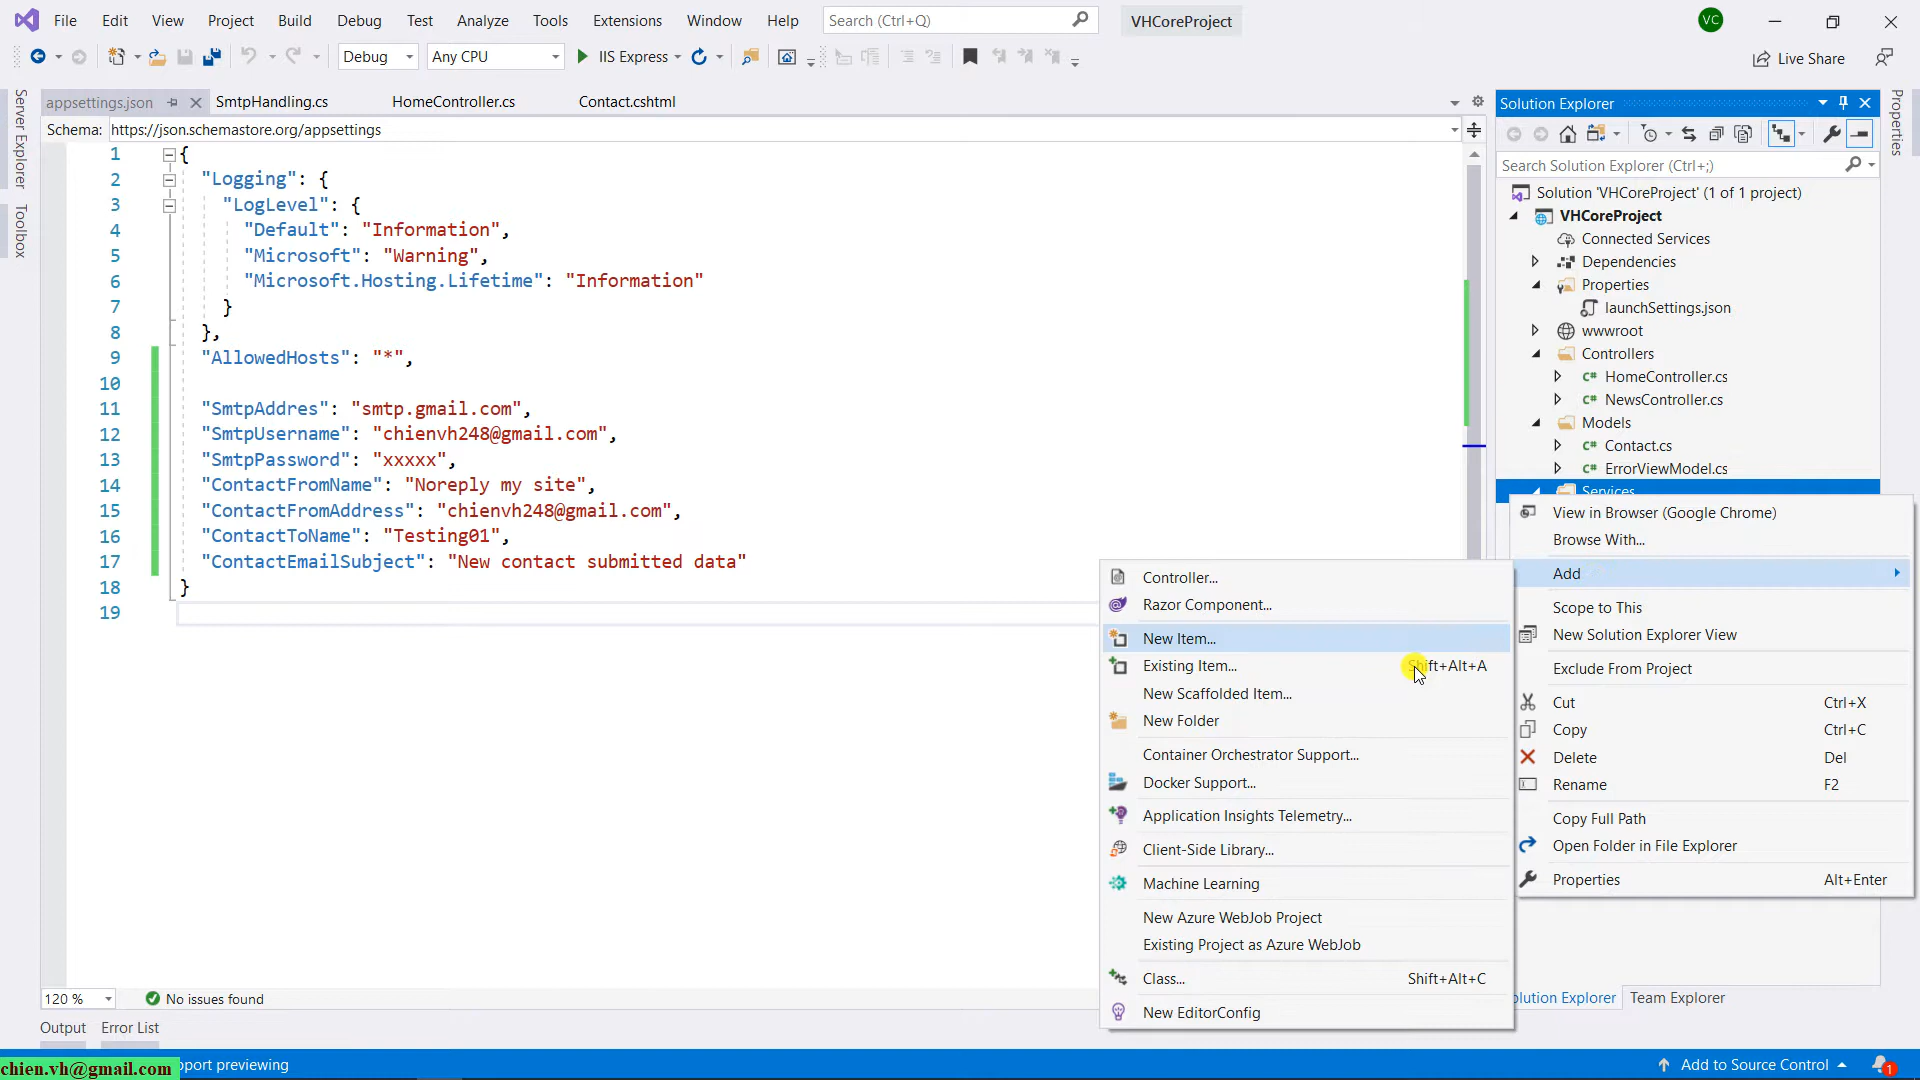 File Edit View Project Build Debug Test Analyze Tools Extensions Window Help Search (Ctrl+Q) VHCoreProject VC
Debug Any CPU IIS Express Live Share
Server Explorer
Toolbox
appsettings.json SmtpHandling.cs HomeController.cs Contact.cshtml
Schema: https://json.schemastore.org/appsettings
1 {
2 "Logging": {
3 "LogLevel": {
4 "Default": "Information",
5 "Microsoft": "Warning",
6 "Microsoft.Hosting.Lifetime": "Information"
7 }
8 },
9 "AllowedHosts": "*",
10
11 "SmtpAddres": "smtp.gmail.com",
12 "SmtpUsername": "chienvh248@gmail.com",
13 "SmtpPassword": "xxxxx",
14 "ContactFromName": "Noreply my site",
15 "ContactFromAddress": "chienvh248@gmail.com",
16 "ContactToName": "Testing01",
17 "ContactEmailSubject": "New contact submitted data"
18 }
19
Solution Explorer
Properties
Search Solution Explorer (Ctrl+;)
Solution 'VHCoreProject' (1 of 1 project)
VHCoreProject
Connected Services
Dependencies
Properties
launchSettings.json
wwwroot
Controllers
HomeController.cs
NewsController.cs
Models
Contact.cs
ErrorViewModel.cs
Services
View in Browser (Google Chrome)
Browse With...
Add
Scope to This
New Solution Explorer View
Exclude From Project
Cut Ctrl+X
Copy Ctrl+C
Delete Del
Rename F2
Copy Full Path
Open Folder in File Explorer
Properties Alt+Enter
Controller...
Razor Component...
New Item...
Existing Item... Shift+Alt+A
New Scaffolded Item...
New Folder
Container Orchestrator Support...
Docker Support...
Application Insights Telemetry...
Client-Side Library...
Machine Learning
New Azure WebJob Project
Existing Project as Azure WebJob
Class... Shift+Alt+C
New EditorConfig
120 % No issues found
olution Explorer Team Explorer
Output Error List
chien.vh@gmail.com pport previewing Add to Source Control 1